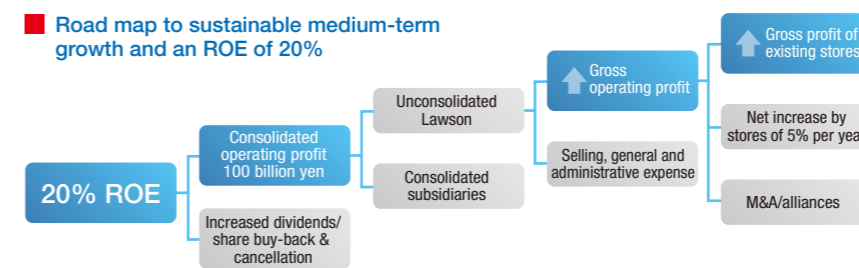 Road map to sustainable medium-term
growth and an ROE of 20%
20% ROE
Consolidated
operating profit
100 billion yen
Increased dividends/
share buy-back &
cancellation
Unconsolidated
Lawson
Consolidated
subsidiaries
Gross
operating profit
Selling, general and
administrative expense
Gross profit of
existing stores
Net increase by
stores of 5% per
M&A/alliances